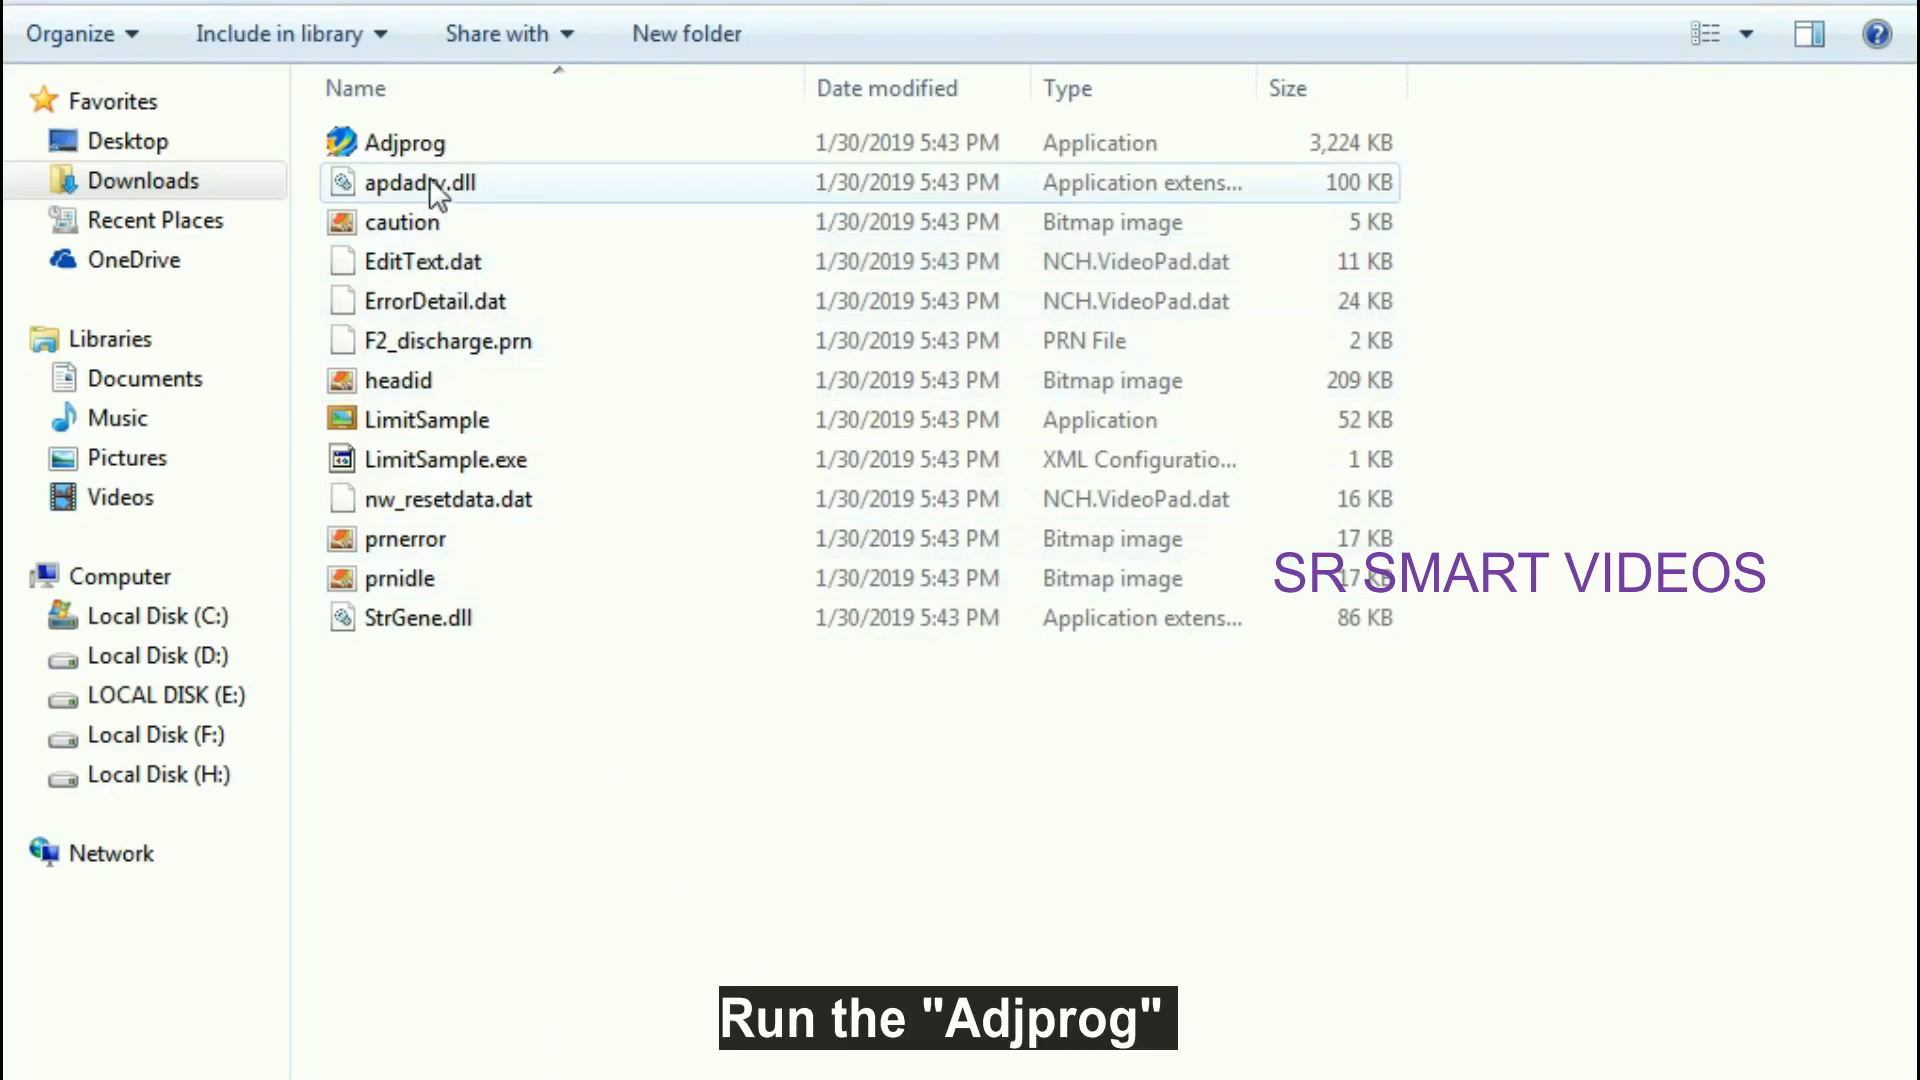 Organize Include in library Share with New folder
Name Date modified Type Size
Favorites
Desktop
Downloads
Recent Places
OneDrive
Libraries
Documents
Music
Pictures
Videos
Computer
Local Disk (C:)
Local Disk (D:)
LOCAL DISK (E:)
Local Disk (F:)
Local Disk (H:)
Network
Adjprog 1/30/2019 5:43 PM Application 3,224 KB
1/30/2019 5:43 PM Application extens... 100 KB
caution 1/30/2019 5:43 PM Bitmap image 5 KB
EditText.dat 1/30/2019 5:43 PM NCH.VideoPad.dat 11 KB
ErrorDetail.dat 1/30/2019 5:43 PM NCH.VideoPad.dat 24 KB
F2_discharge.prn 1/30/2019 5:43 PM PRN File 2 KB
headid 1/30/2019 5:43 PM Bitmap image 209 KB
LimitSample 1/30/2019 5:43 PM Application 52 KB
LimitSample.exe 1/30/2019 5:43 PM XML Configuratio... 1 KB
nw_resetdata.dat 1/30/2019 5:43 PM NCH.VideoPad.dat 16 KB
prnerror 1/30/2019 5:43 PM Bitmap image 17 KB
prnidle 1/30/2019 5:43 PM Bitmap image 17 KB
StrGene.dll 1/30/2019 5:43 PM Application extens... 86 KB
SR SMART VIDEOS
Run the "Adjprog"